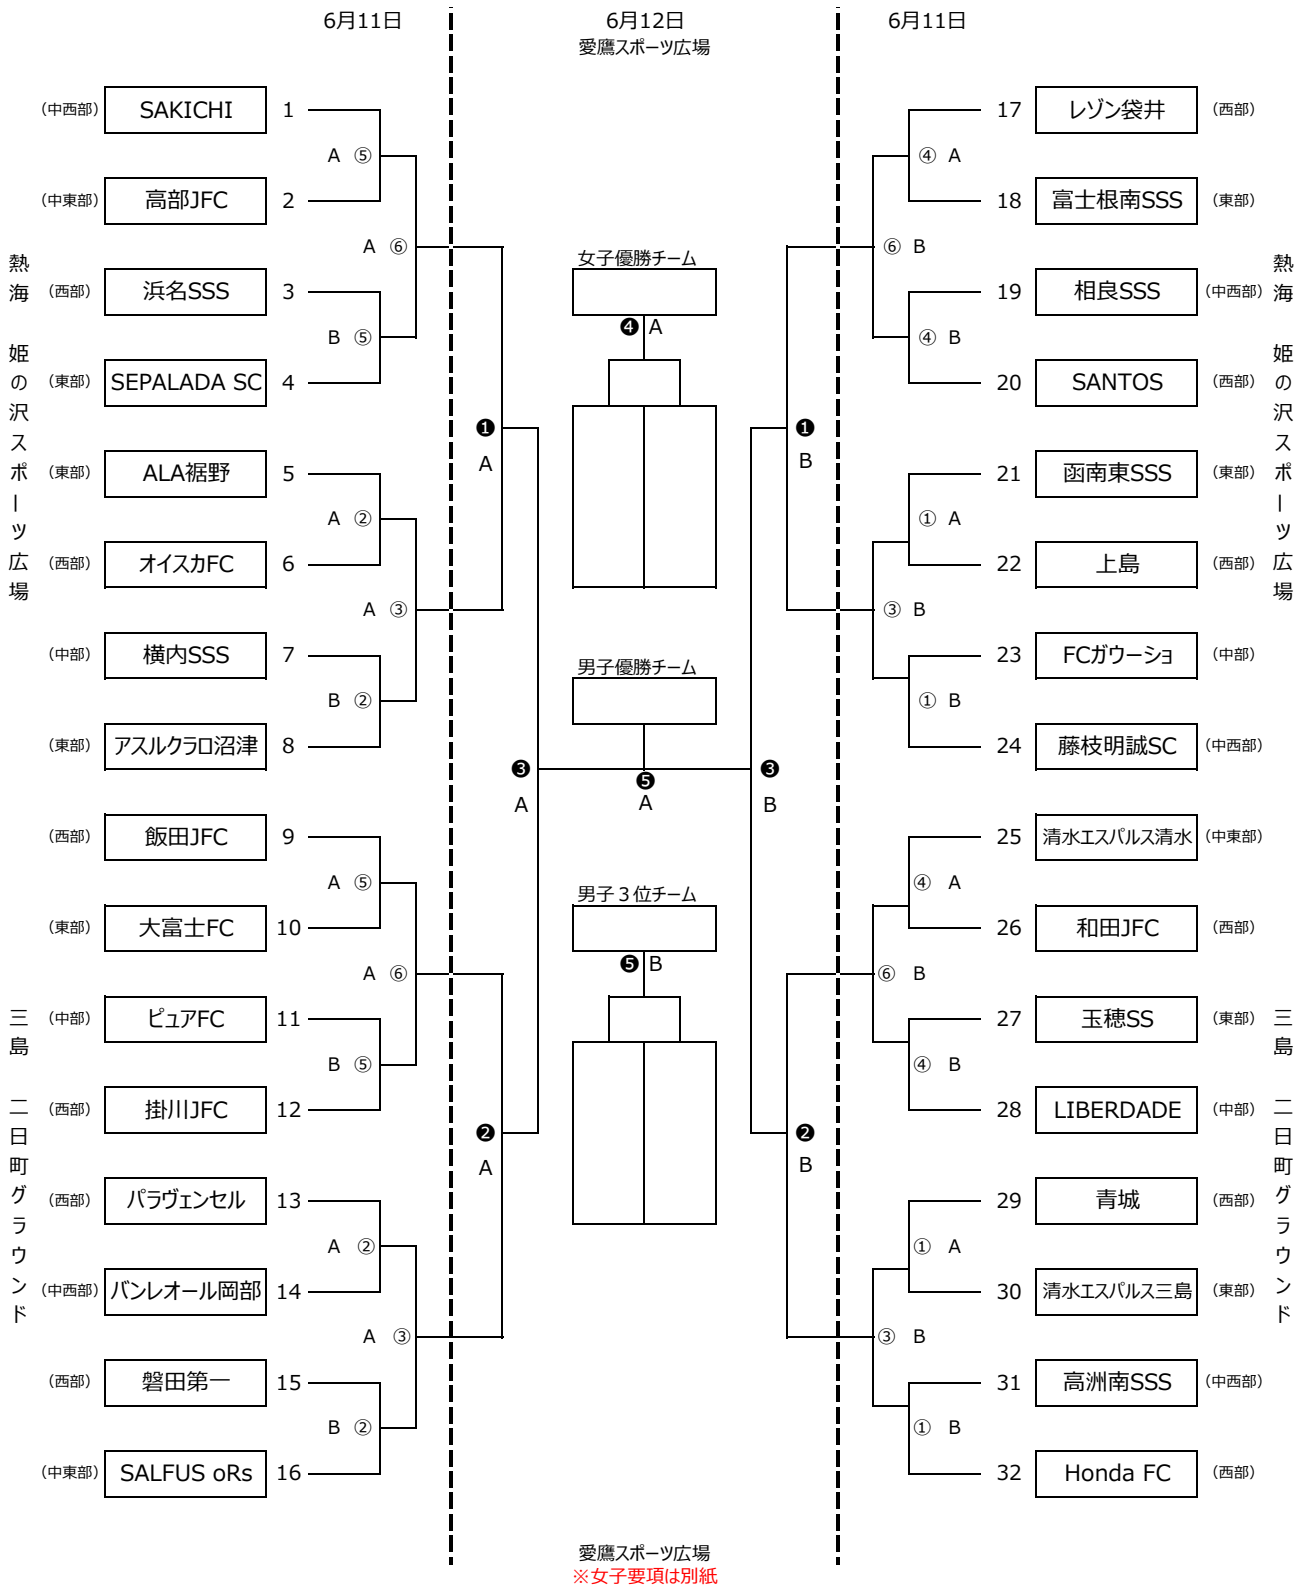 6月11日
6月12日
6月11日
愛鷹スポーツ広場
(中西部) SAKICHI 1
A ⑤
(中東部) 高部JFC 2
A ⑥
(西部) 浜名SSS 3
B ⑤
(東部) SEPALADA SC 4
❶
A
(東部) ALA裾野 5
A ②
(西部) オイスカFC 6
A ③
(中部) 横内SSS 7
B ②
(東部) アスルクラロ沼津 8
❸
A
(西部) 飯田JFC 9
A ⑤
(東部) 大富士FC 10
A ⑥
(中部) ピュアFC 11
B ⑤
(西部) 掛川JFC 12
❷
A
(西部) パラヴェンセル 13
A ②
(中西部) バンレオール岡部 14
A ③
(西部) 磐田第一 15
B ②
(中東部) SALFUS oRs 16
熱海 姫の沢スポーツ広場
三島 二日町グラウンド
女子優勝チーム
❹ A
男子優勝チーム
❺
A
男子３位チーム
❺ B
17 レゾン袋井 (西部)
④ A
18 富士根南SSS (東部)
⑥ B
19 相良SSS (中西部)
④ B
20 SANTOS (西部)
❶
B
21 函南東SSS (東部)
① A
22 上島 (西部)
③ B
23 FCガウーショ (中部)
① B
24 藤枝明誠SC (中西部)
❸
B
25 清水エスパルス清水 (中東部)
④ A
26 和田JFC (西部)
⑥ B
27 玉穂SS (東部)
④ B
28 LIBERDADE (中部)
❷
B
29 青城 (西部)
① A
30 清水エスパルス三島 (東部)
③ B
31 高洲南SSS (中西部)
① B
32 Honda FC (西部)
熱海 姫の沢スポーツ広場
三島 二日町グラウンド
愛鷹スポーツ広場
※女子要項は別紙